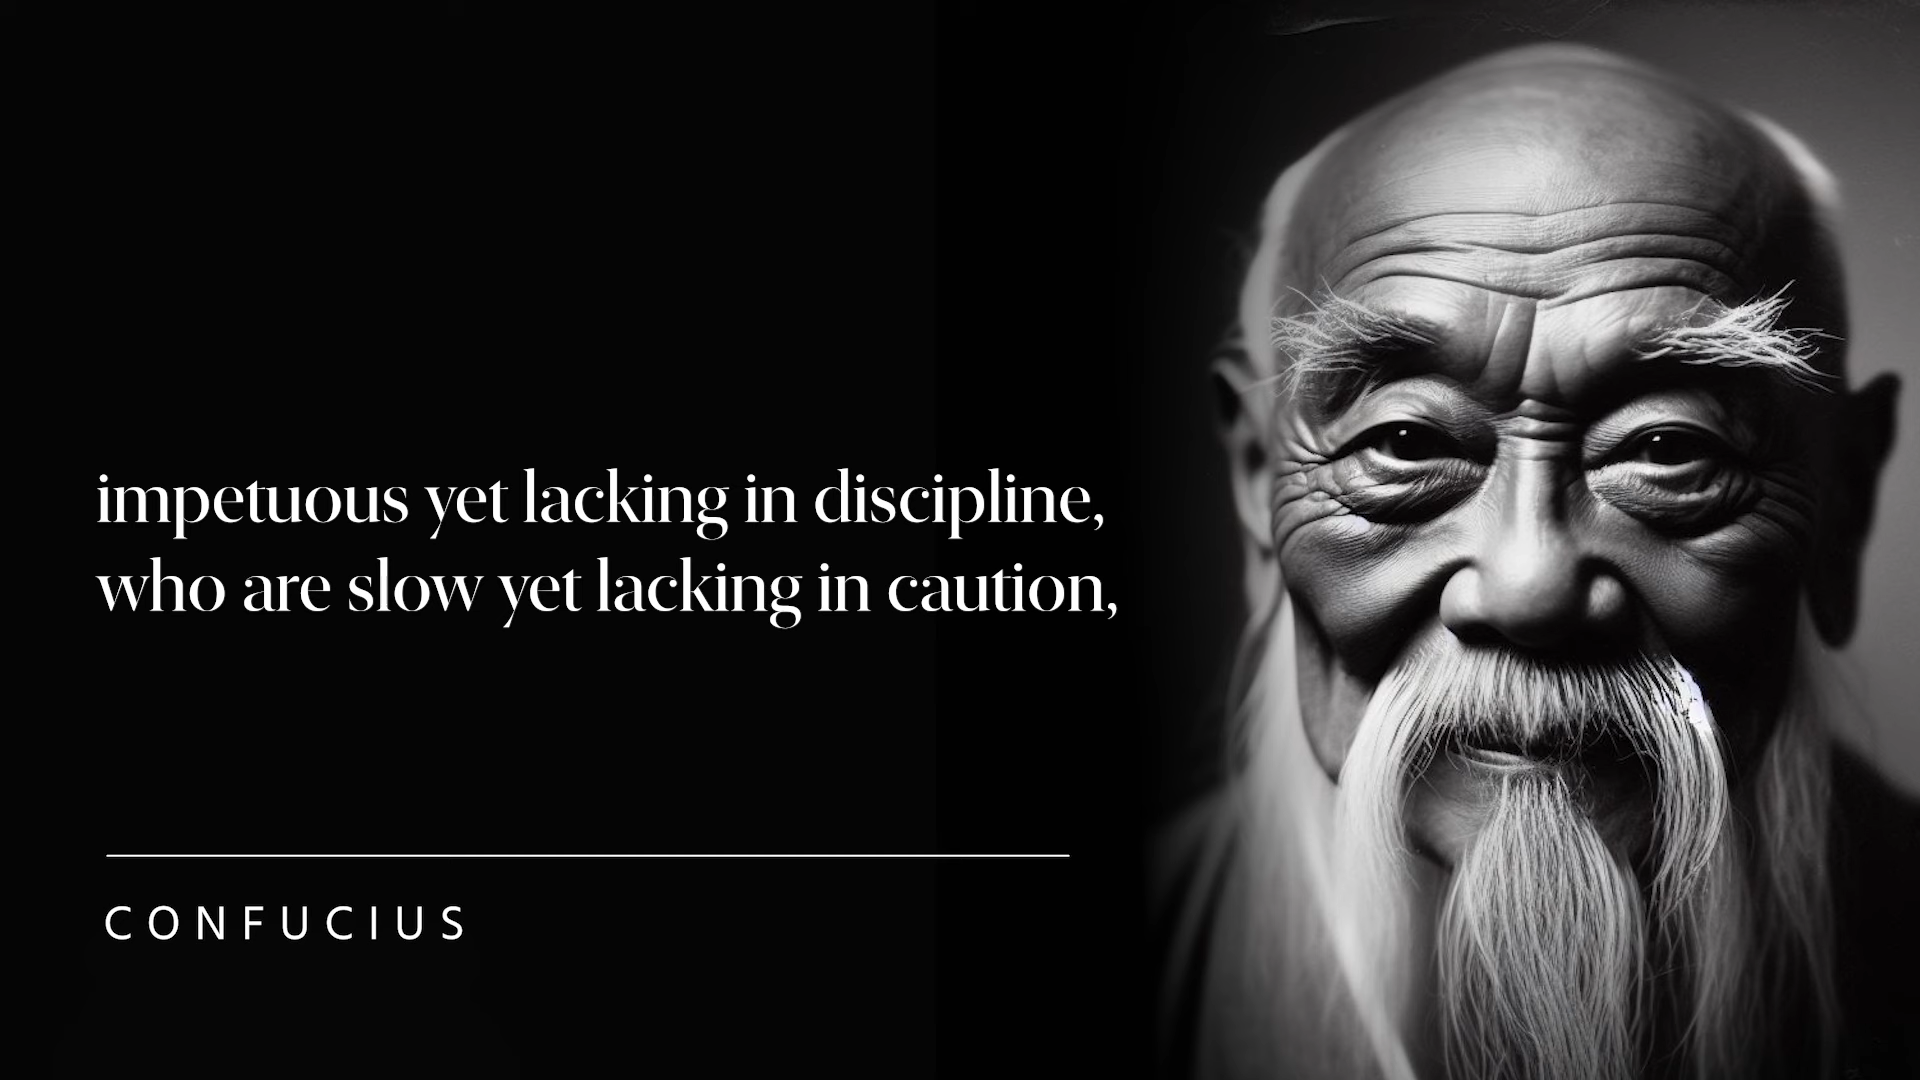 impetuous yet lacking in discipline,
who are slow yet lacking in caution,
CONFUCIUS